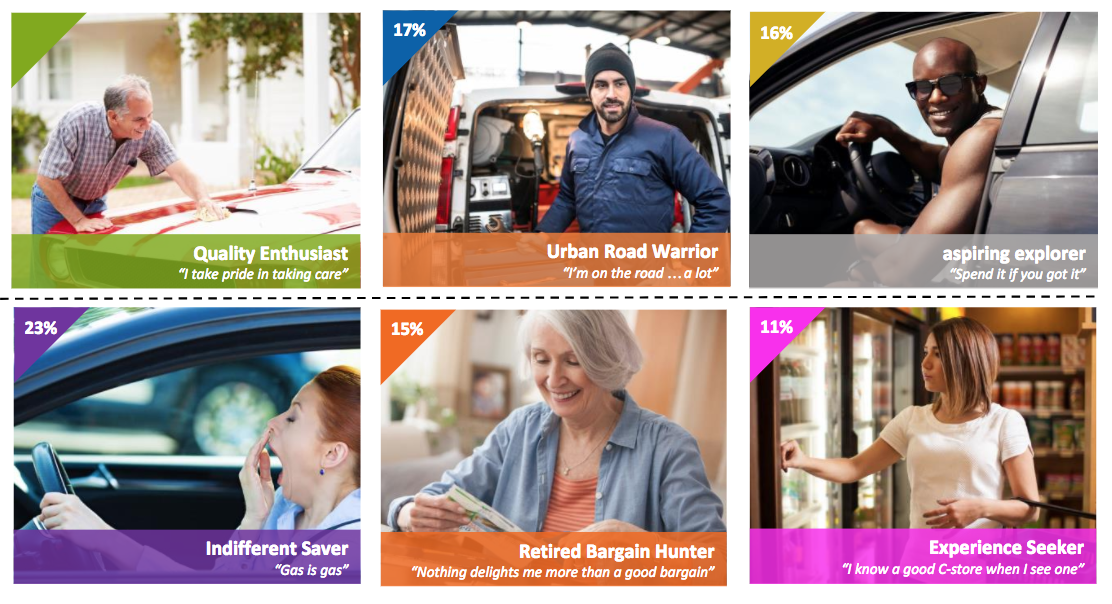 17%
16%
Quality Enthusiast
“I take pride in taking care”
Urban Road Warrior
“I’m on the road …a lot”
aspiring explorer
“Spend it if you got it”
23%
15%
11%
Indifferent Saver
“Gas is gas”
Retired Bargain Hunter
“Nothing delights me more than a good bargain”
Experience Seeker
“I know a good C-store when I see one”